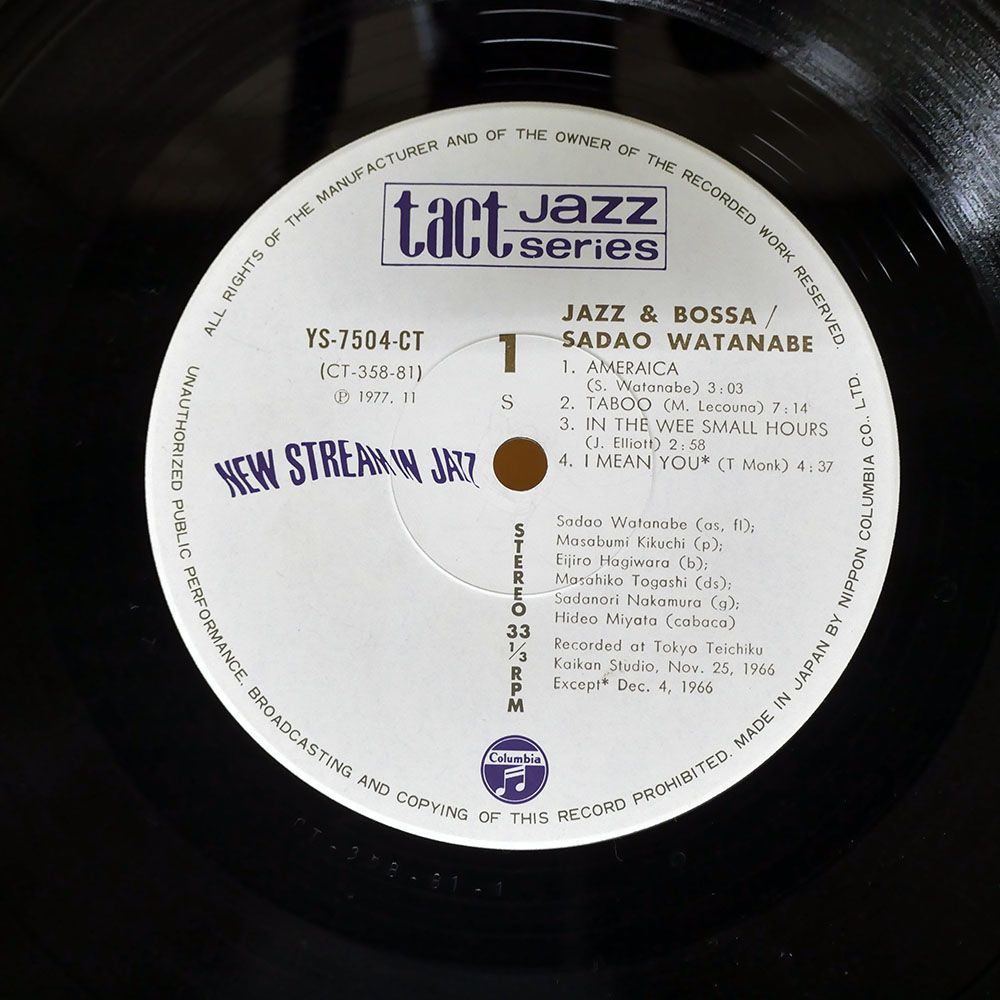 ALL RIGHTS OF THE MANUFACTURER AND OF THE OWNER OF THE RECORDED WORK RESERVED.
tact Jazz
series
JAZZ & BOSSA /
SADAO WATANABE
YS-7504-CT
(CT-358-81)
Ⓟ 1977. 11
1
S
1. AMERAICA
(S. Watanabe) 3:03
2. TABOO (M. Lecouna) 7:14
3. IN THE WEE SMALL HOURS
(J. Elliott) 2:58
4. I MEAN YOU* (T Monk) 4:37
NEW STREAM IN JAZZ
STEREO 33 1/3 RPM
Sadao Watanabe (as, fl);
Masabumi Kikuchi (p);
Eijiro Hagiwara (b);
Masahiko Togashi (ds);
Sadanori Nakamura (g);
Hideo Miyata (cabaca)
Recorded at Tokyo Teichiku
Kaikan Studio, Nov. 25, 1966
Except* Dec. 4, 1966
Columbia
UNAUTHORIZED PUBLIC PERFORMANCE, BROADCASTING AND COPYING OF THIS RECORD PROHIBITED. MADE IN JAPAN BY NIPPON COLUMBIA CO., LTD.
CT-358-81-1